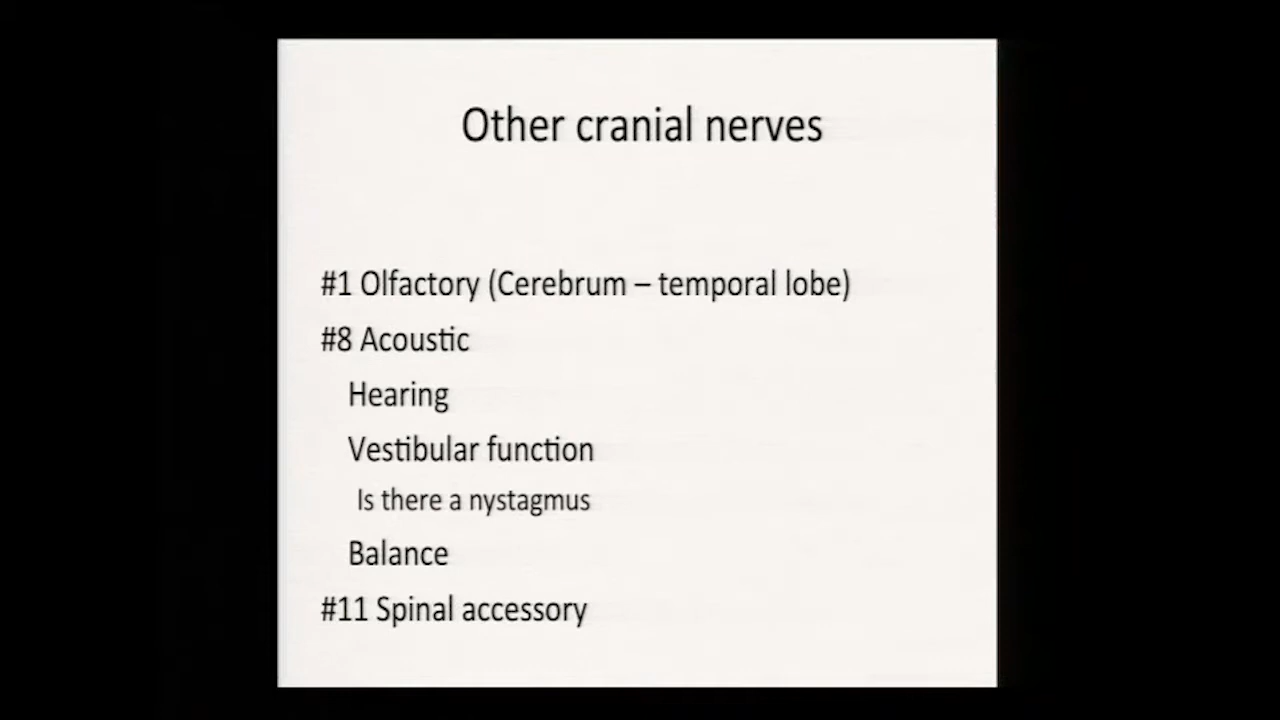 Other cranial nerves
#1 Olfactory (Cerebrum – temporal lobe)
#8 Acoustic
Hearing
Vestibular function
Is there a nystagmus
Balance
#11 Spinal accessory